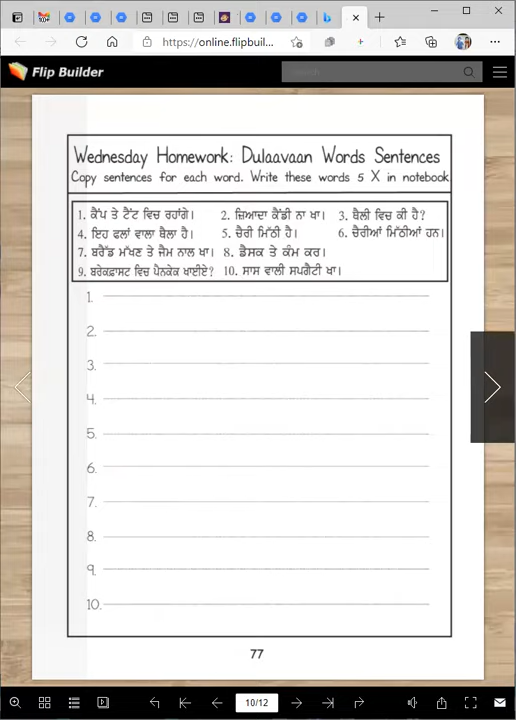 https://online.flipbuil...
Flip Builder
Search
Wednesday Homework: Dulaavaan Words Sentences
Copy sentences for each word. Write these words 5 X in notebook
1. ਕੈਂਪ ਤੇ ਟੈਂਟ ਵਿਚ ਰਹਾਂਗੇ। 2. ਜ਼ਿਆਦਾ ਕੈਂਡੀ ਨਾ ਖਾ। 3. ਥੈਲੀ ਵਿਚ ਕੀ ਹੈ?
4. ਇਹ ਫਲਾਂ ਵਾਲਾ ਥੈਲਾ ਹੈ। 5. ਚੈਰੀ ਮਿੱਠੀ ਹੈ। 6. ਚੈਰੀਆਂ ਮਿੱਠੀਆਂ ਹਨ।
7. ਬਰੈੱਡ ਮੱਖਣ ਤੇ ਜੈਮ ਨਾਲ ਖਾ। 8. ਡੈਸਕ ਤੇ ਕੰਮ ਕਰ।
9. ਬਰੇਕਫ਼ਾਸਟ ਵਿਚ ਪੈਨਕੇਕ ਖਾਈਏ? 10. ਸਾਸ ਵਾਲੀ ਸਪਗੈਟੀ ਖਾ।
1.
2.
3.
4.
5.
6.
7.
8.
9.
10.
77
10/12